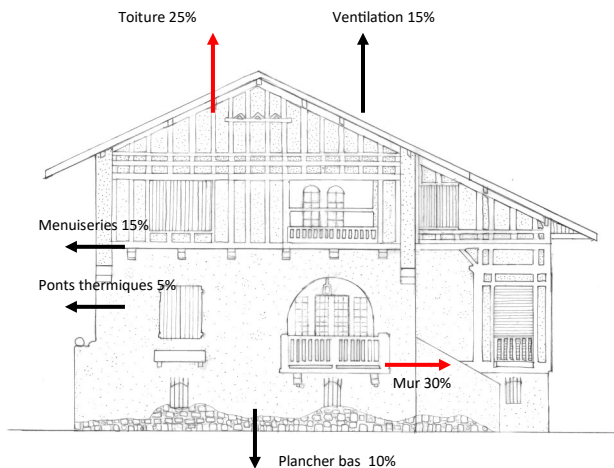 Toiture 25%
Ventilation 15%
Menuiseries 15%
Ponts thermiques 5%
Mur 30%
Plancher bas 10%